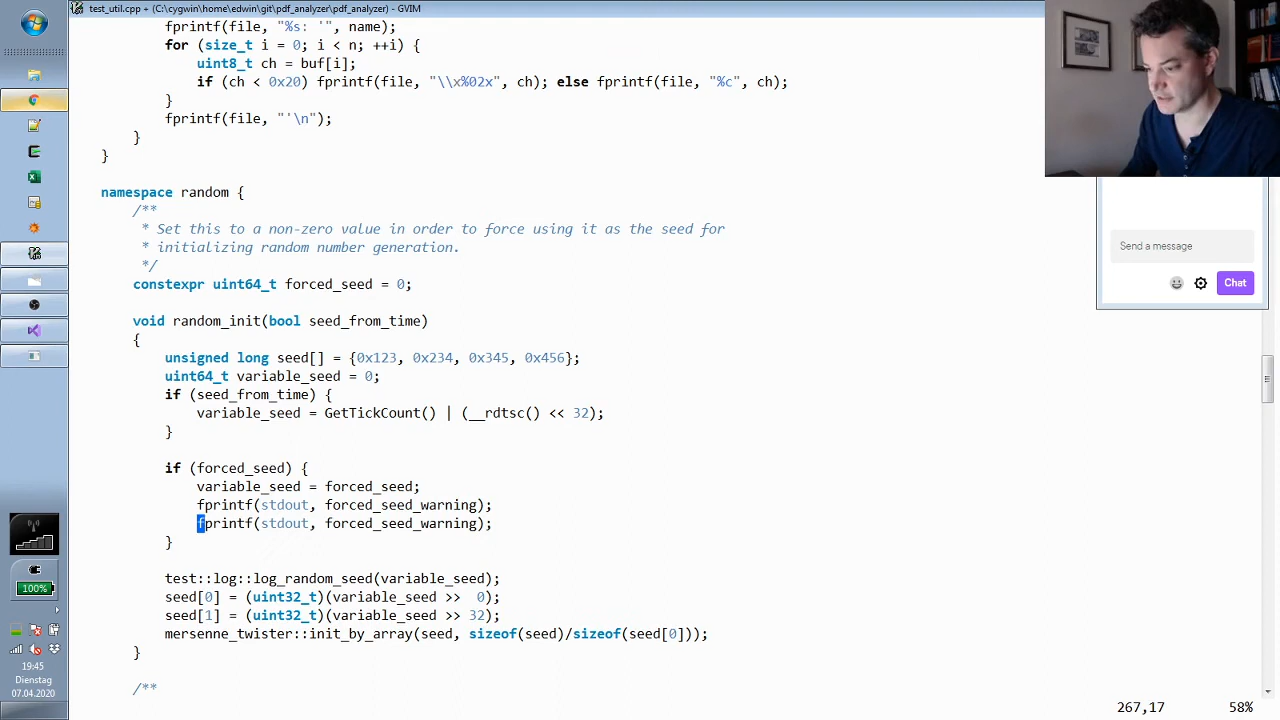 test_util.cpp + (C:\cygwin\home\edwin\git\pdf_analyzer\pdf_analyzer) - GVIM
fprintf(file, "%s: '", name);
for (size_t i = 0; i < n; ++i) {
uint8_t ch = buf[i];
if (ch < 0x20) fprintf(file, "\\x%02x", ch); else fprintf(file, "%c", ch);
}
fprintf(file, "'\n");
}
}
namespace random {
/**
* Set this to a non-zero value in order to force using it as the seed for
* initializing random number generation.
*/
constexpr uint64_t forced_seed = 0;
void random_init(bool seed_from_time)
{
unsigned long seed[] = {0x123, 0x234, 0x345, 0x456};
uint64_t variable_seed = 0;
if (seed_from_time) {
variable_seed = GetTickCount() | (__rdtsc() << 32);
}
if (forced_seed) {
variable_seed = forced_seed;
fprintf(stdout, forced_seed_warning);
fprintf(stdout, forced_seed_warning);
}
test::log::log_random_seed(variable_seed);
seed[0] = (uint32_t)(variable_seed >>  0);
seed[1] = (uint32_t)(variable_seed >> 32);
mersenne_twister::init_by_array(seed, sizeof(seed)/sizeof(seed[0]));
}
/**
267,17 58%
Send a message
Chat
100%
19:45
Dienstag
07.04.2020